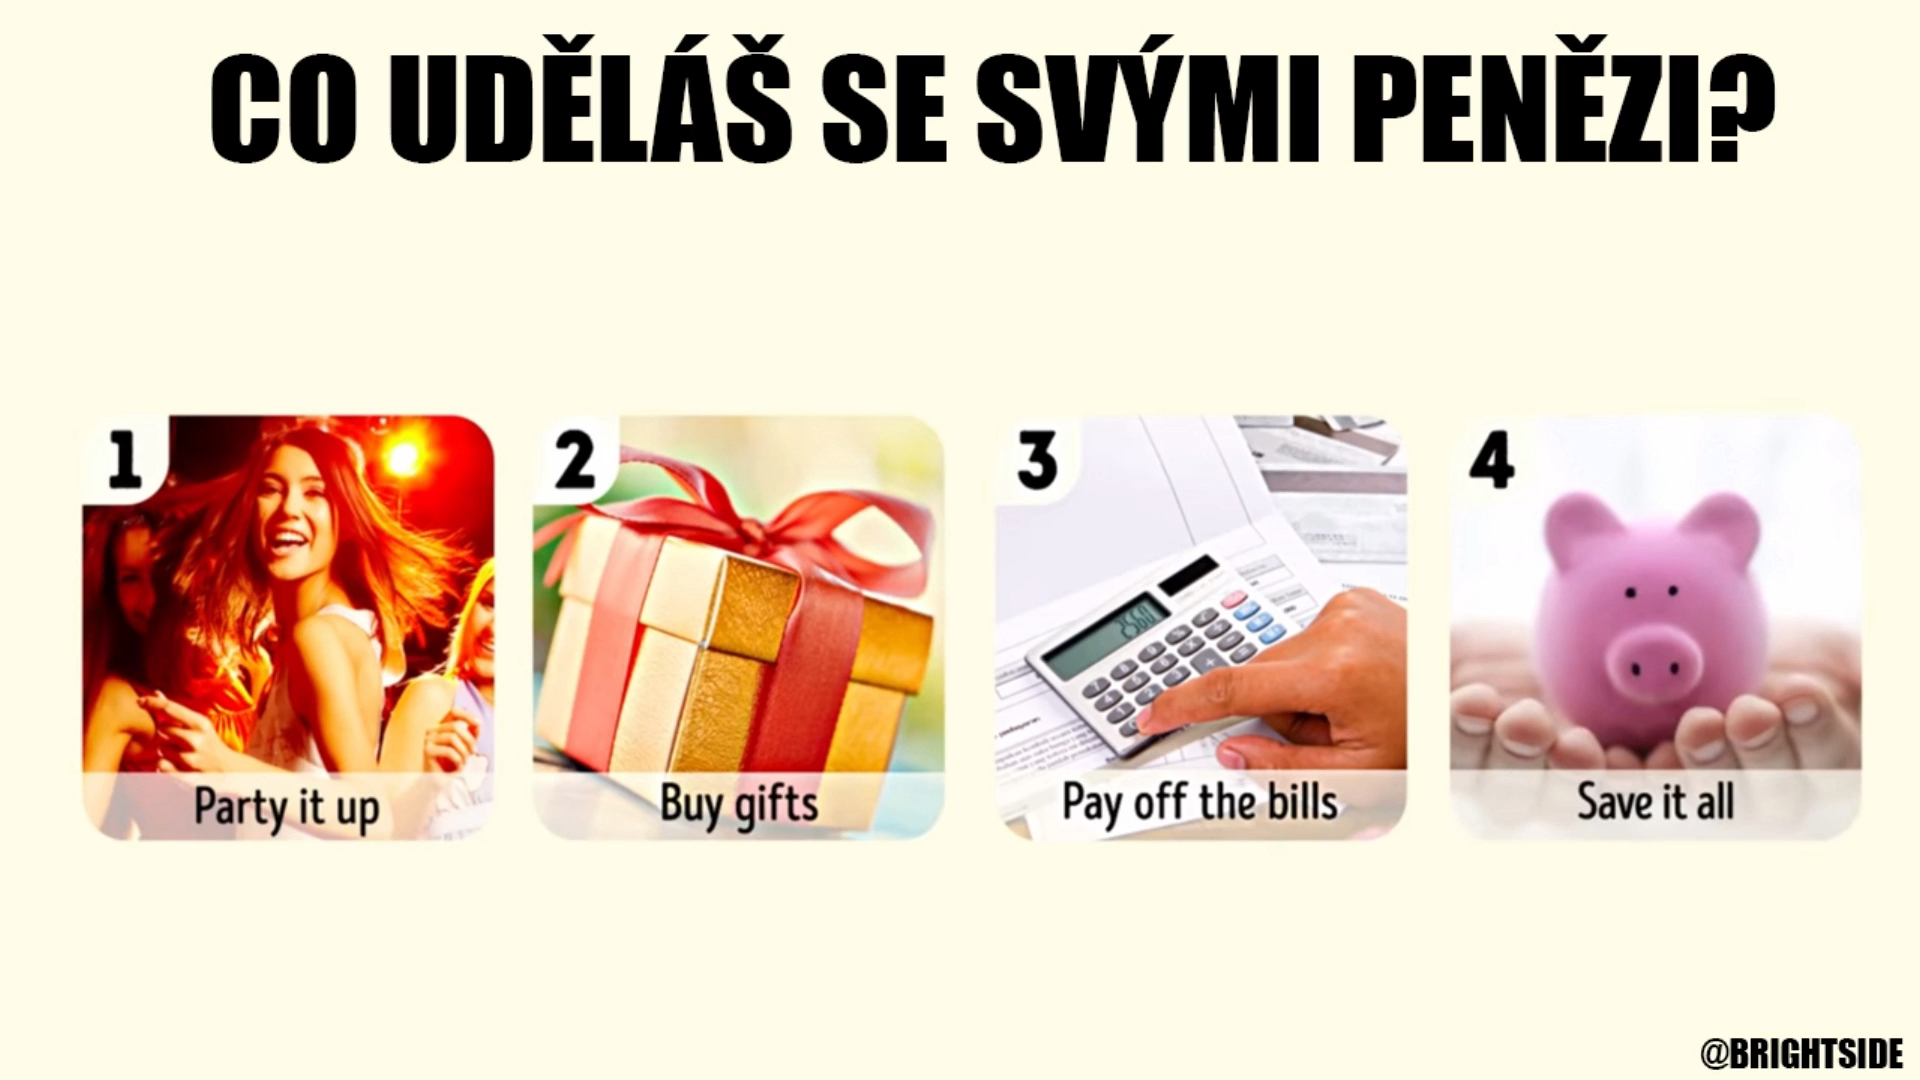 CO UDĚLÁŠ SE SVÝMI PENĚZI?
1
Party it up
2
Buy gifts
3
2560
Pay off the bills
4
Save it all
@BRIGHTSIDE